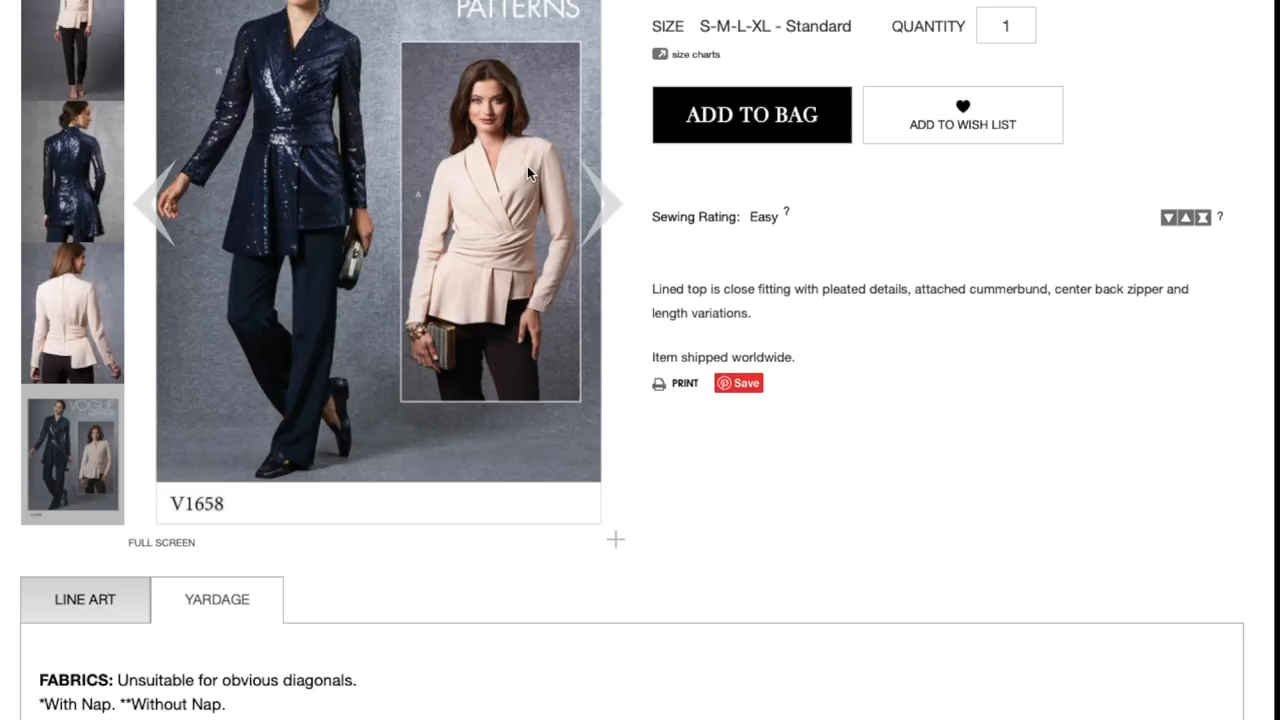 PATTERNS
B
A
V1658
FULL SCREEN
SIZE S-M-L-XL - Standard QUANTITY 1
size charts
ADD TO BAG
ADD TO WISH LIST
Sewing Rating: Easy ?
?
Lined top is close fitting with pleated details, attached cummerbund, center back zipper and
length variations.
Item shipped worldwide.
PRINT Save
VOGUE
LINE ART YARDAGE
FABRICS: Unsuitable for obvious diagonals.
*With Nap. **Without Nap.